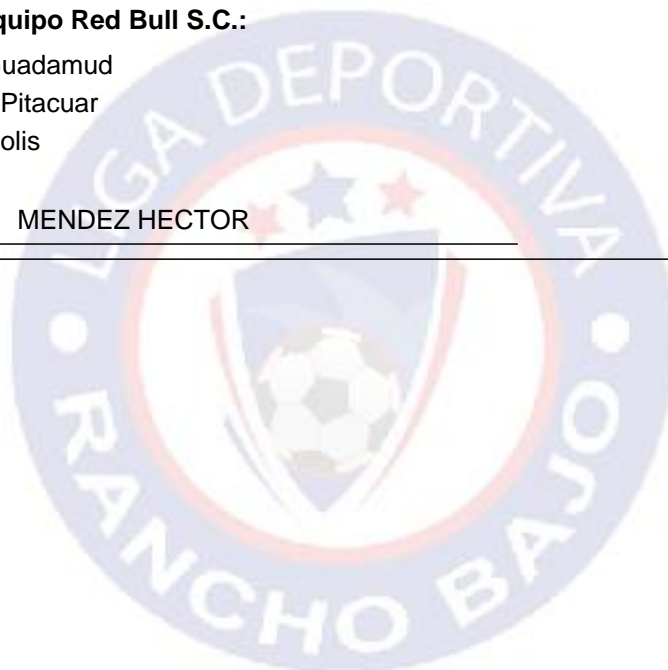 quipo Red Bull S.C.:
uadamud
Pitacuar
olis
MENDEZ HECTOR
LIGA DEPORTIVA
RANCHO BAJO